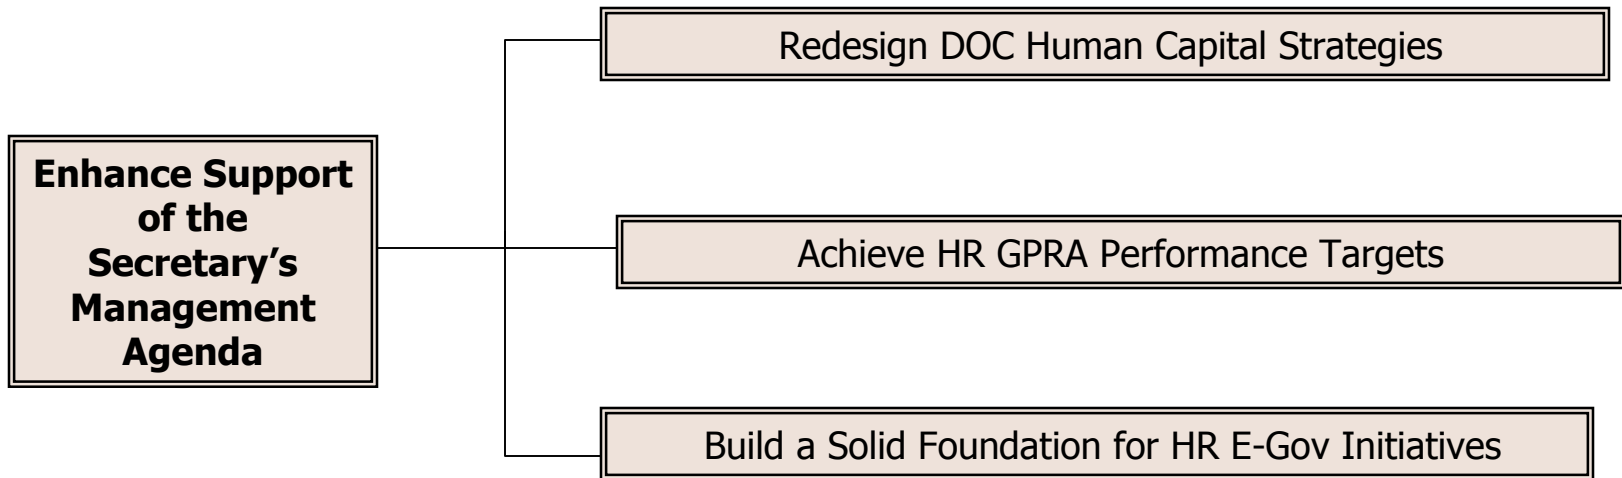 Redesign DOC Human Capital Strategies
Enhance Support
of the
Secretary’s
Management
Agenda
Achieve HR GPRA Performance Targets
Build a Solid Foundation for HR E-Gov Initiatives